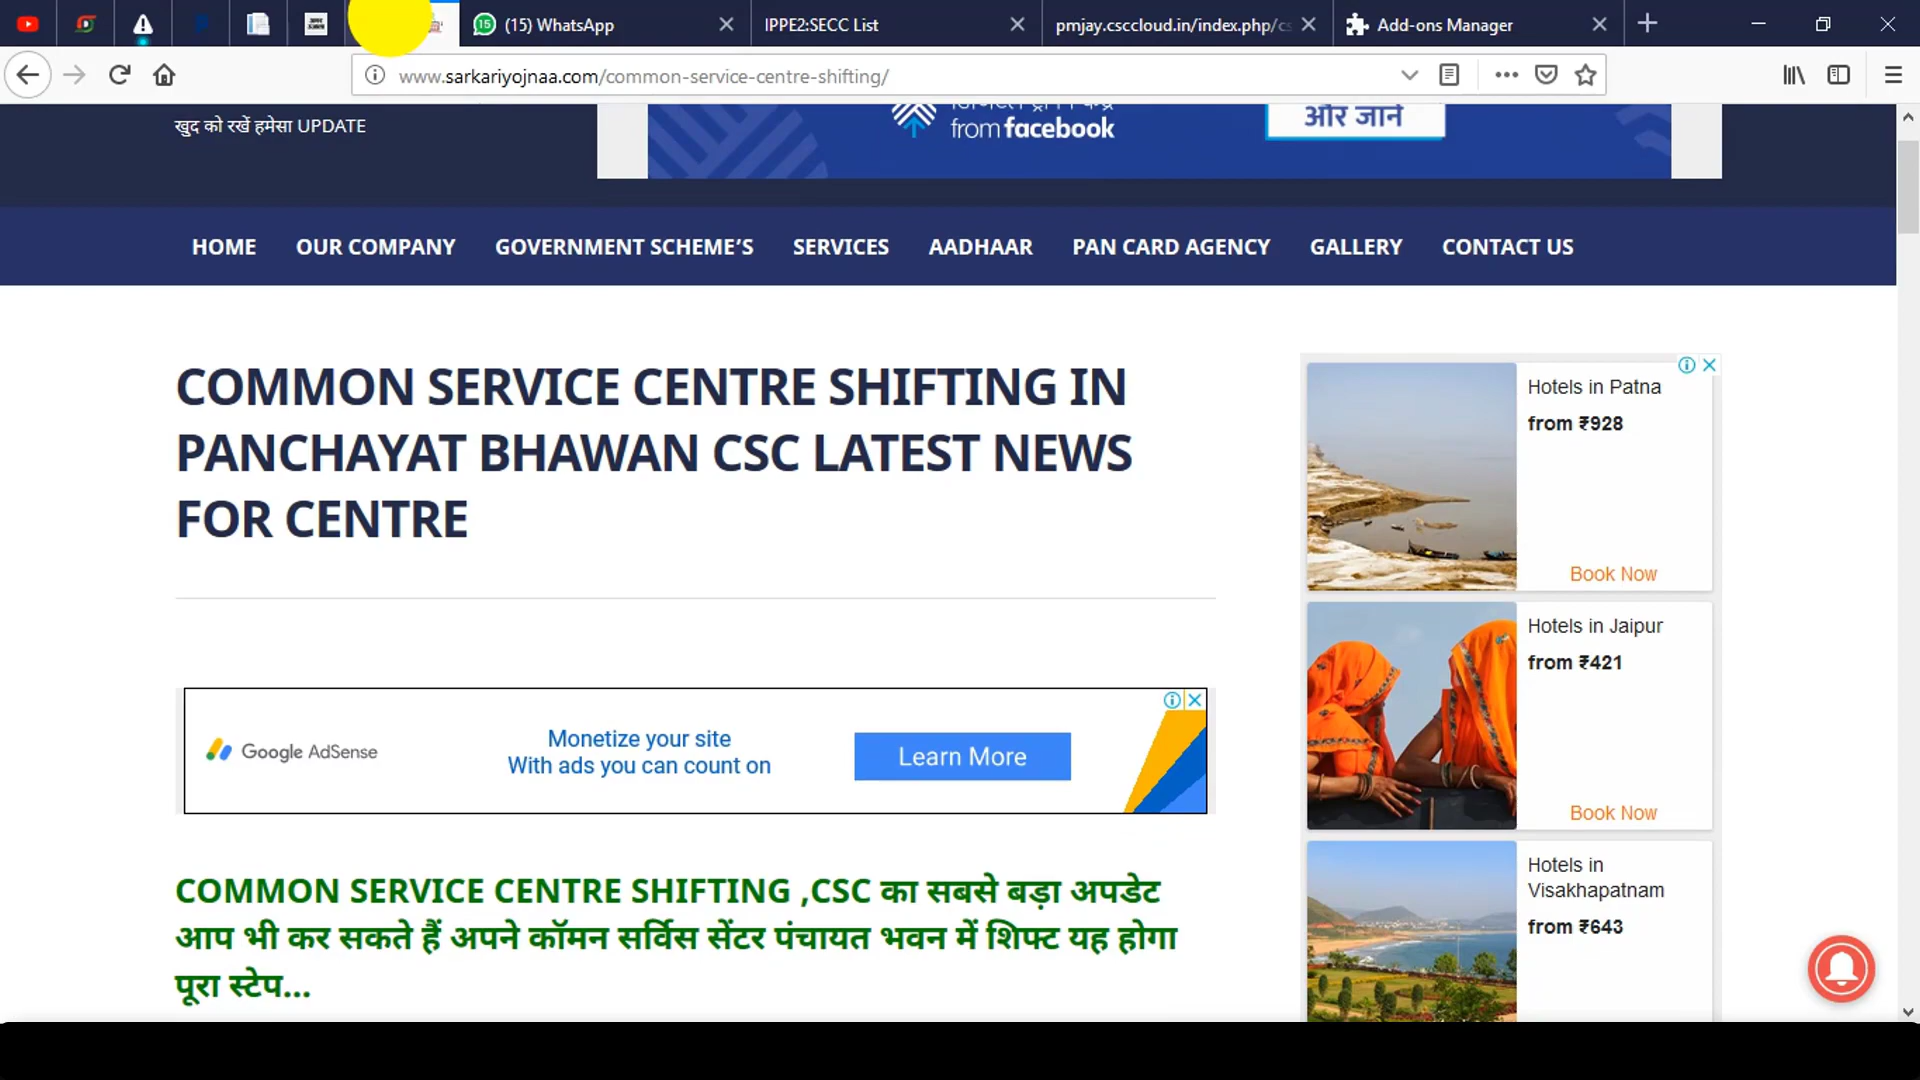 (15) WhatsApp
IPPE2:SECC List
pmjay.csccloud.in/index.php/cs
Add-ons Manager
www.sarkariyojnaa.com/common-service-centre-shifting/
खुद को रखें हमेसा UPDATE
from facebook
और जानें
HOME OUR COMPANY GOVERNMENT SCHEME’S SERVICES AADHAAR PAN CARD AGENCY GALLERY CONTACT US
COMMON SERVICE CENTRE SHIFTING IN
PANCHAYAT BHAWAN CSC LATEST NEWS
FOR CENTRE
Google AdSense
Monetize your site
With ads you can count on
Learn More
COMMON SERVICE CENTRE SHIFTING ,CSC का सबसे बड़ा अपडेट
आप भी कर सकते हैं अपने कॉमन सर्विस सेंटर पंचायत भवन में शिफ्ट यह होगा
पूरा स्टेप...
Hotels in Patna
from ₹928
Book Now
Hotels in Jaipur
from ₹421
Book Now
Hotels in
Visakhapatnam
from ₹643